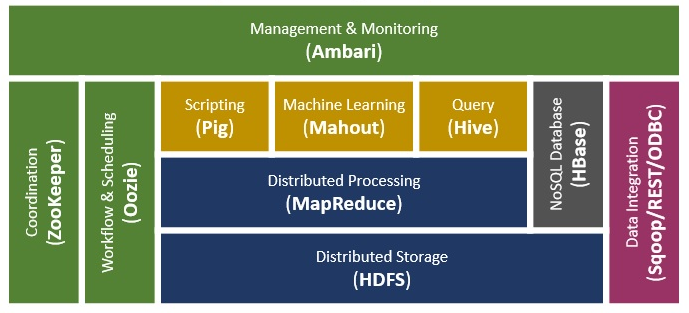 Management & Monitoring
(Ambari)
Coordination
(ZooKeeper)
Workflow & Scheduling
(Oozie)
Scripting
(Pig)
Machine Learning
(Mahout)
Query
(Hive)
NoSQL Database
(HBase)
Data Integration
(Sqoop/REST/ODBC)
Distributed Processing
(MapReduce)
Distributed Storage
(HDFS)